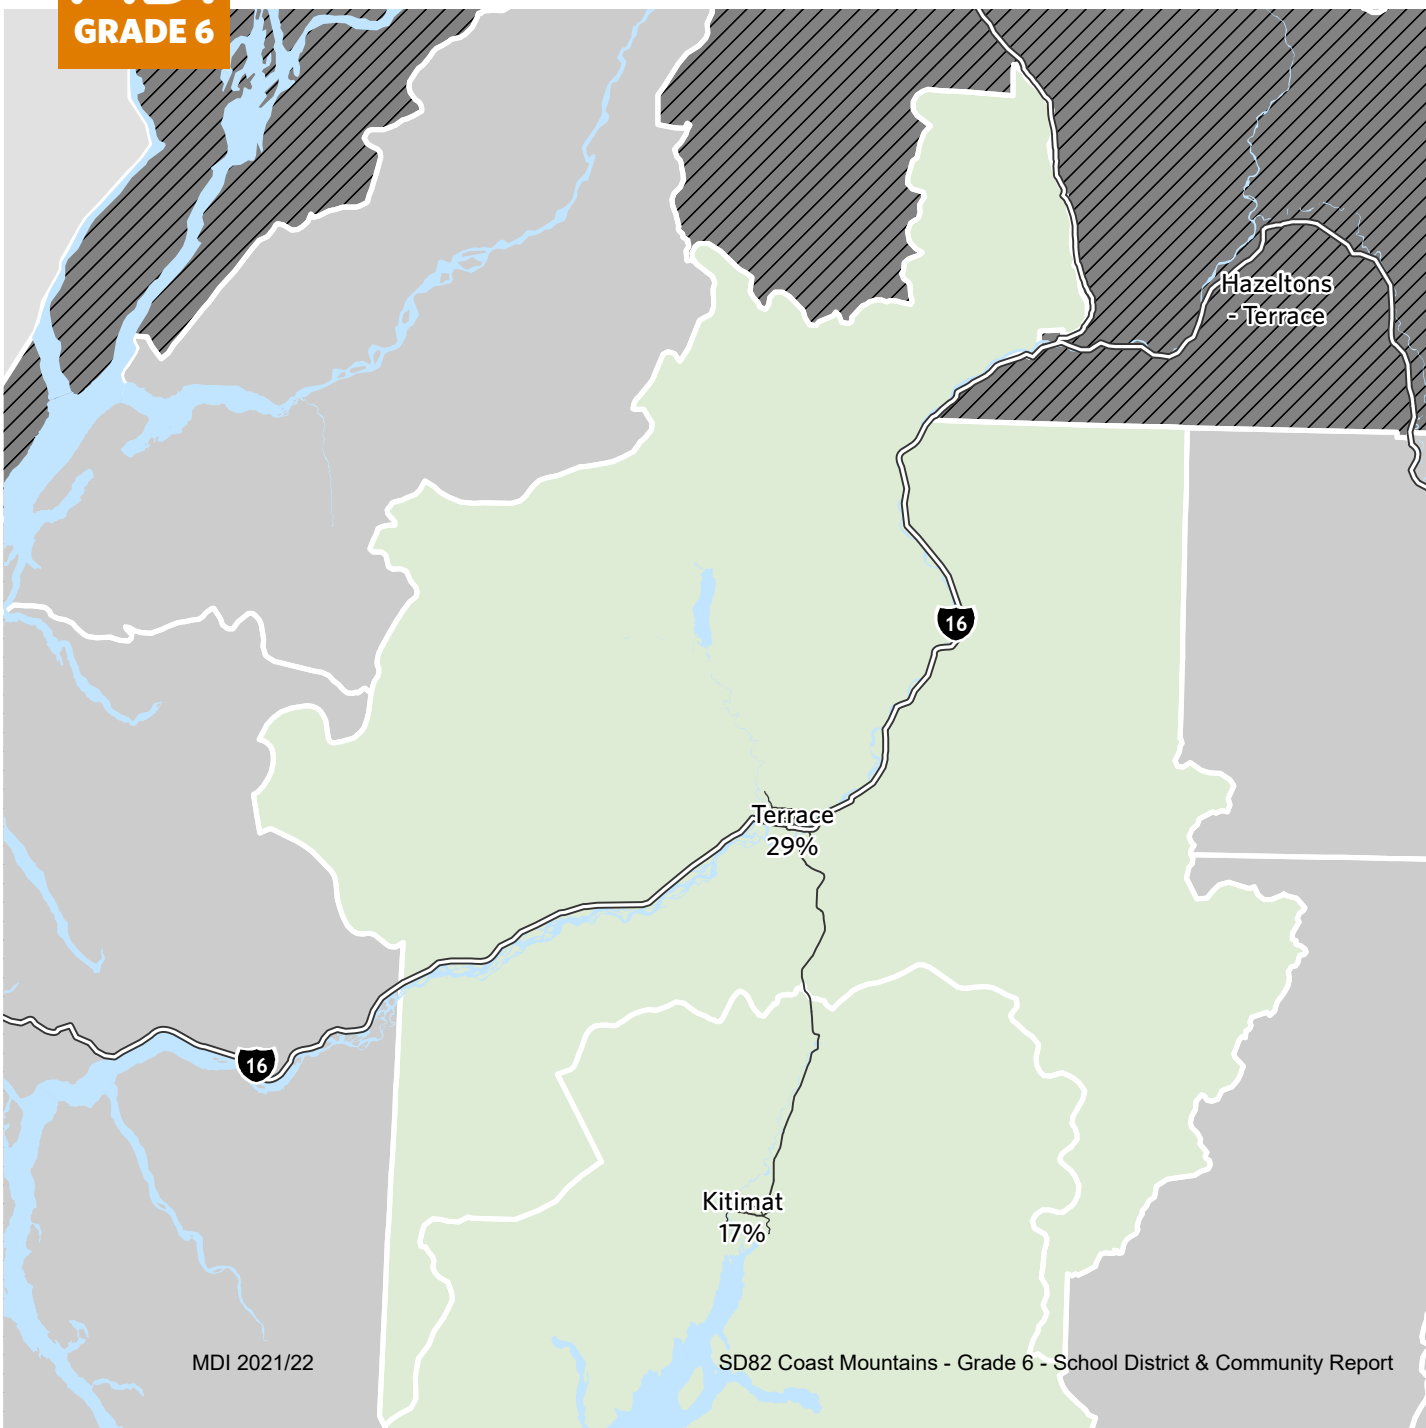 GRADE 6
Hazeltons
- Terrace
16
Terrace
29%
16
Kitimat
17%
MDI 2021/22
SD82 Coast Mountains - Grade 6 - School District & Community Report